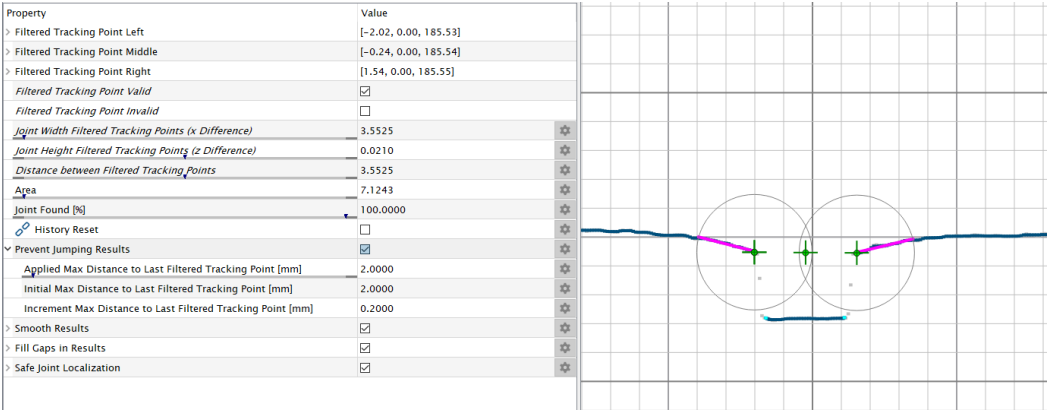 Property Value
Filtered Tracking Point Left [-2.02, 0.00, 185.53]
Filtered Tracking Point Middle [-0.24, 0.00, 185.54]
Filtered Tracking Point Right [1.54, 0.00, 185.55]
Filtered Tracking Point Valid
Filtered Tracking Point Invalid
Joint Width Filtered Tracking Points (x Difference) 3.5525
Joint Height Filtered Tracking Points (z Difference) 0.0210
Distance between Filtered Tracking Points 3.5525
Area 7.1243
Joint Found [%] 100.0000
History Reset
Prevent Jumping Results
Applied Max Distance to Last Filtered Tracking Point [mm] 2.0000
Initial Max Distance to Last Filtered Tracking Point [mm] 2.0000
Increment Max Distance to Last Filtered Tracking Point [mm] 0.2000
Smooth Results
Fill Gaps in Results
Safe Joint Localization